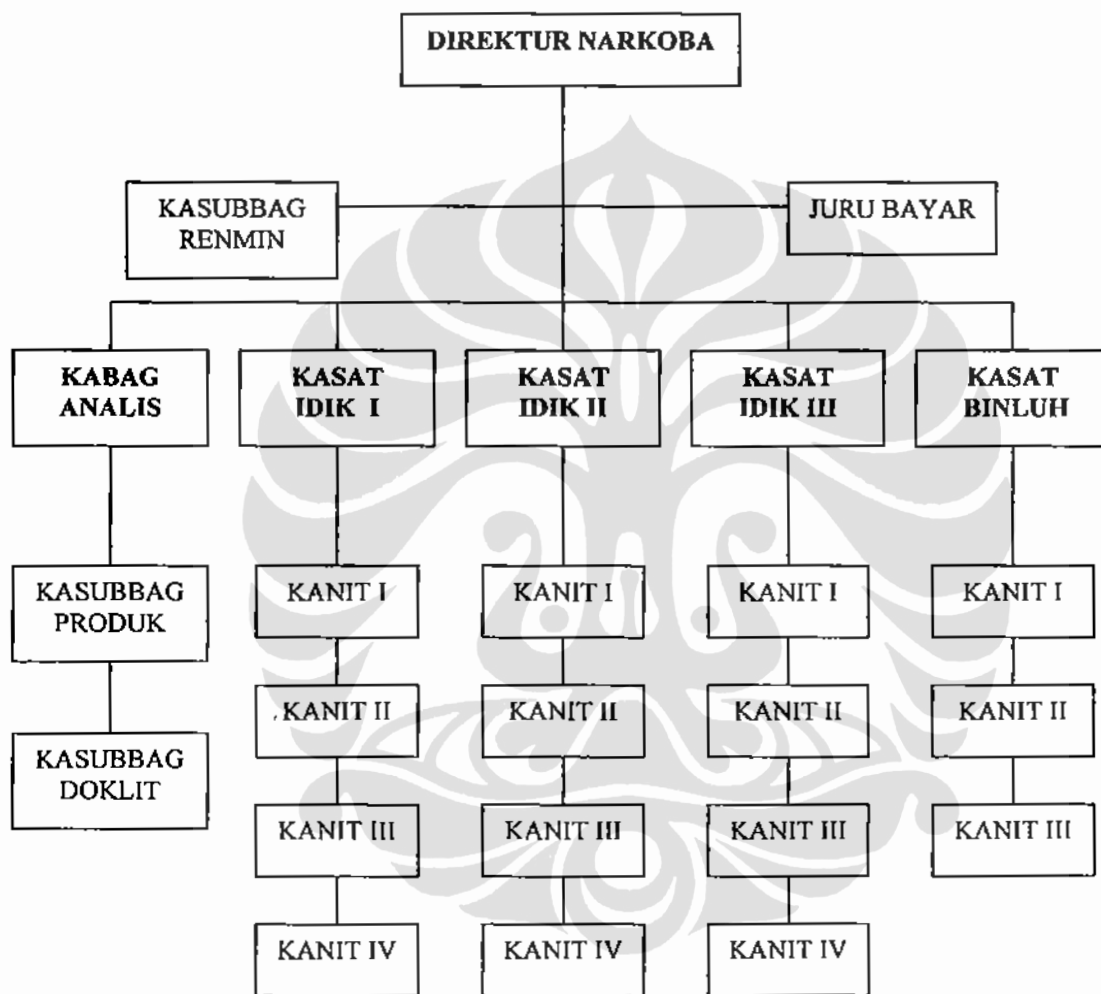 DIREKTUR NARKOBA
KASUBBAG
RENMIN
JURU BAYAR
KABAG
ANALIS
KASAT
IDIK I
KASAT
IDIK II
KASAT
IDIK III
KASAT
BINLUH
KASUBBAG
PRODUK
KANIT I
KANIT I
KANIT I
KANIT I
KANIT II
KANIT II
KANIT II
KANIT II
KASUBBAG
DOKLIT
KANIT III
KANIT III
KANIT III
KANIT III
KANIT IV
KANIT IV
KANIT IV